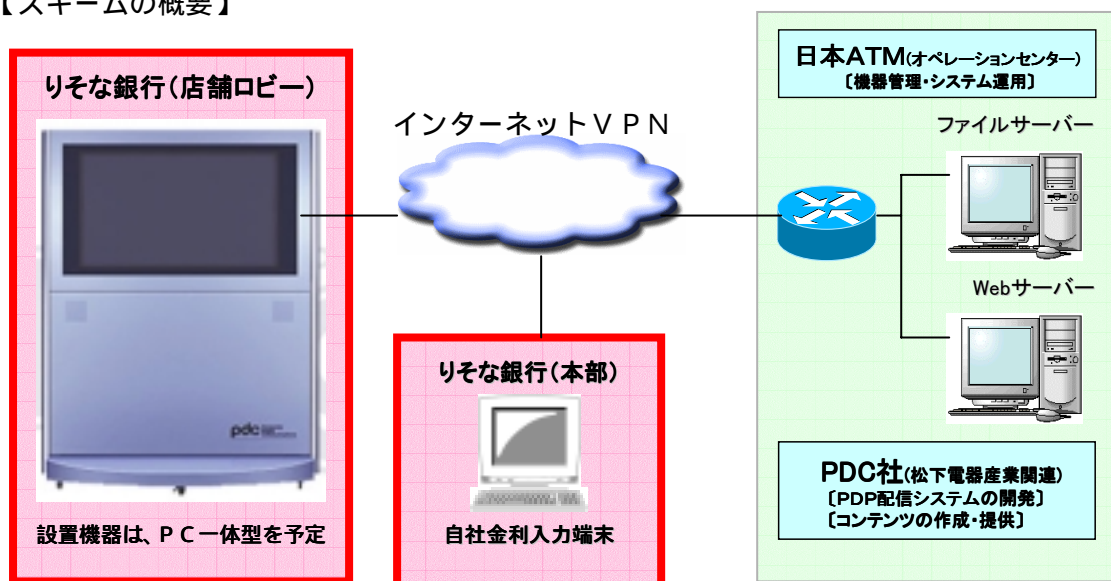 【スキームの概要】
りそな銀行(店舗ロビー)
pdc
設置機器は、ＰＣ一体型を予定
インターネットＶＰＮ
りそな銀行(本部)
自社金利入力端末
日本ATM(オペレーションセンター)
〔機器管理・システム運用〕
ファイルサーバー
Webサーバー
PDC社(松下電器産業関連)
〔PDP配信システムの開発〕
〔コンテンツの作成・提供〕